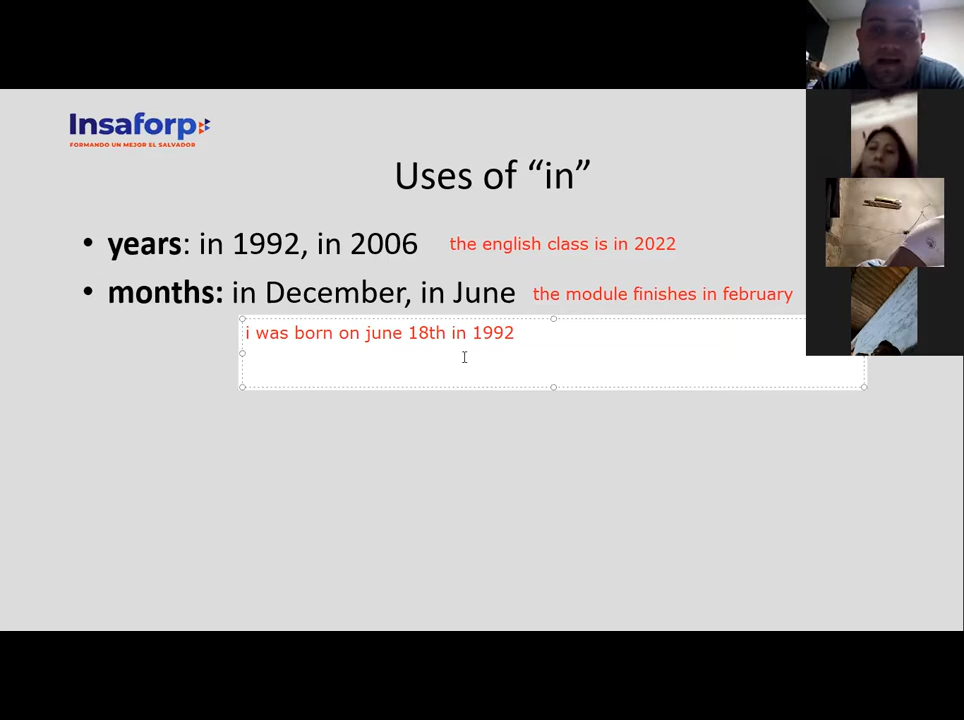 Insaforp
FORMANDO UN MEJOR EL SALVADOR
Uses of “in”
• years: in 1992, in 2006 the english class is in 2022
• months: in December, in June the module finishes in february
i was born on june 18th in 1992